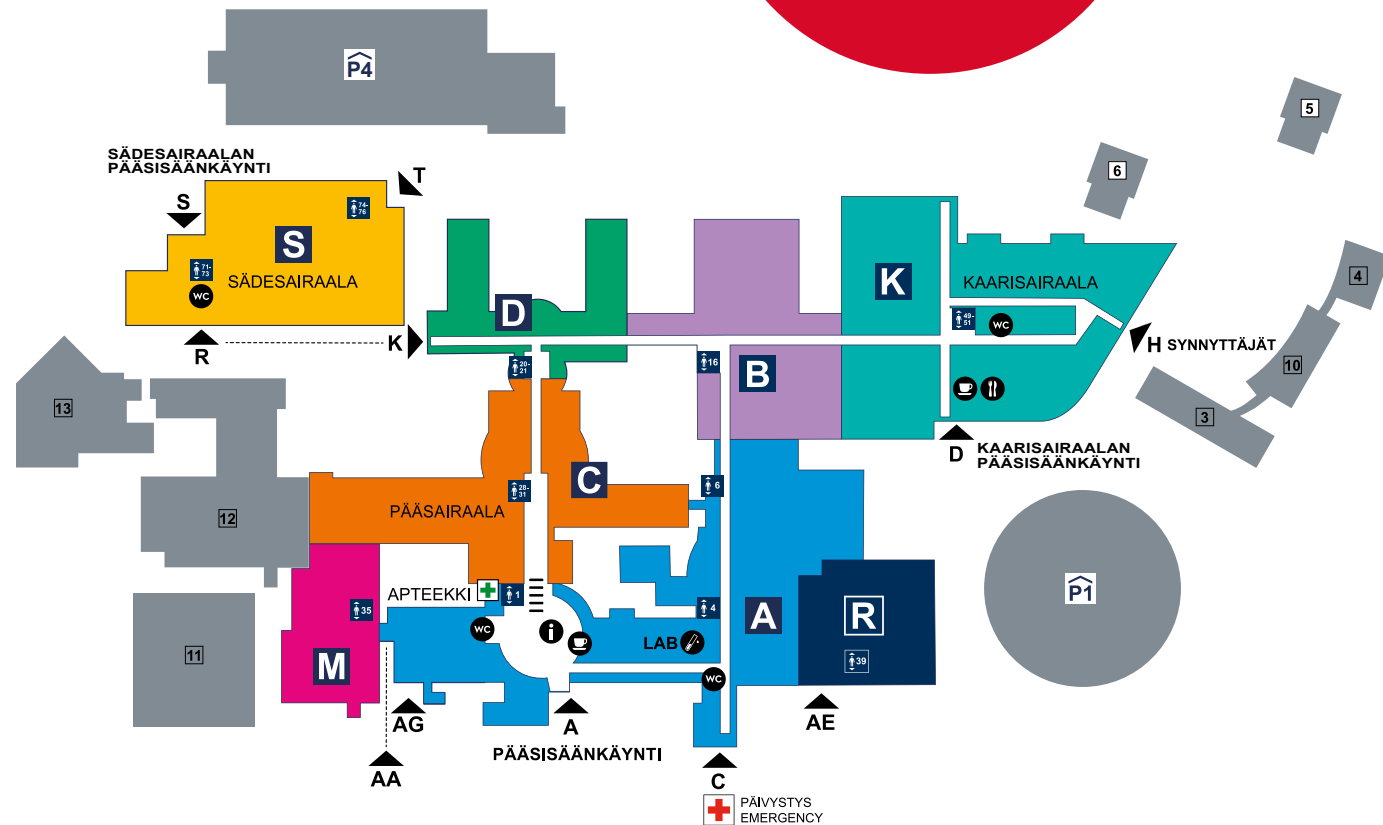 P4
5
SÄDESAIRAALAN
PÄÄSISÄÄNKÄYNTI
6
T
S
74-
76
S
K
4
71-
73
SÄDESAIRAALA
KAARISAIRAALA
WC
D
49-
51
WC
R
K
H SYNNYTTÄJÄT
20-
21
16
B
10
13
3
C
D
KAARISAIRAALAN
PÄÄSISÄÄNKÄYNTI
28-
31
6
PÄÄSAIRAALA
12
P1
APTEEKKI
1
35
4
A
R
WC
i
LAB
11
39
M
WC
AG
A
AE
PÄÄSISÄÄNKÄYNTI
AA
C
PÄIVYSTYS
EMERGENCY